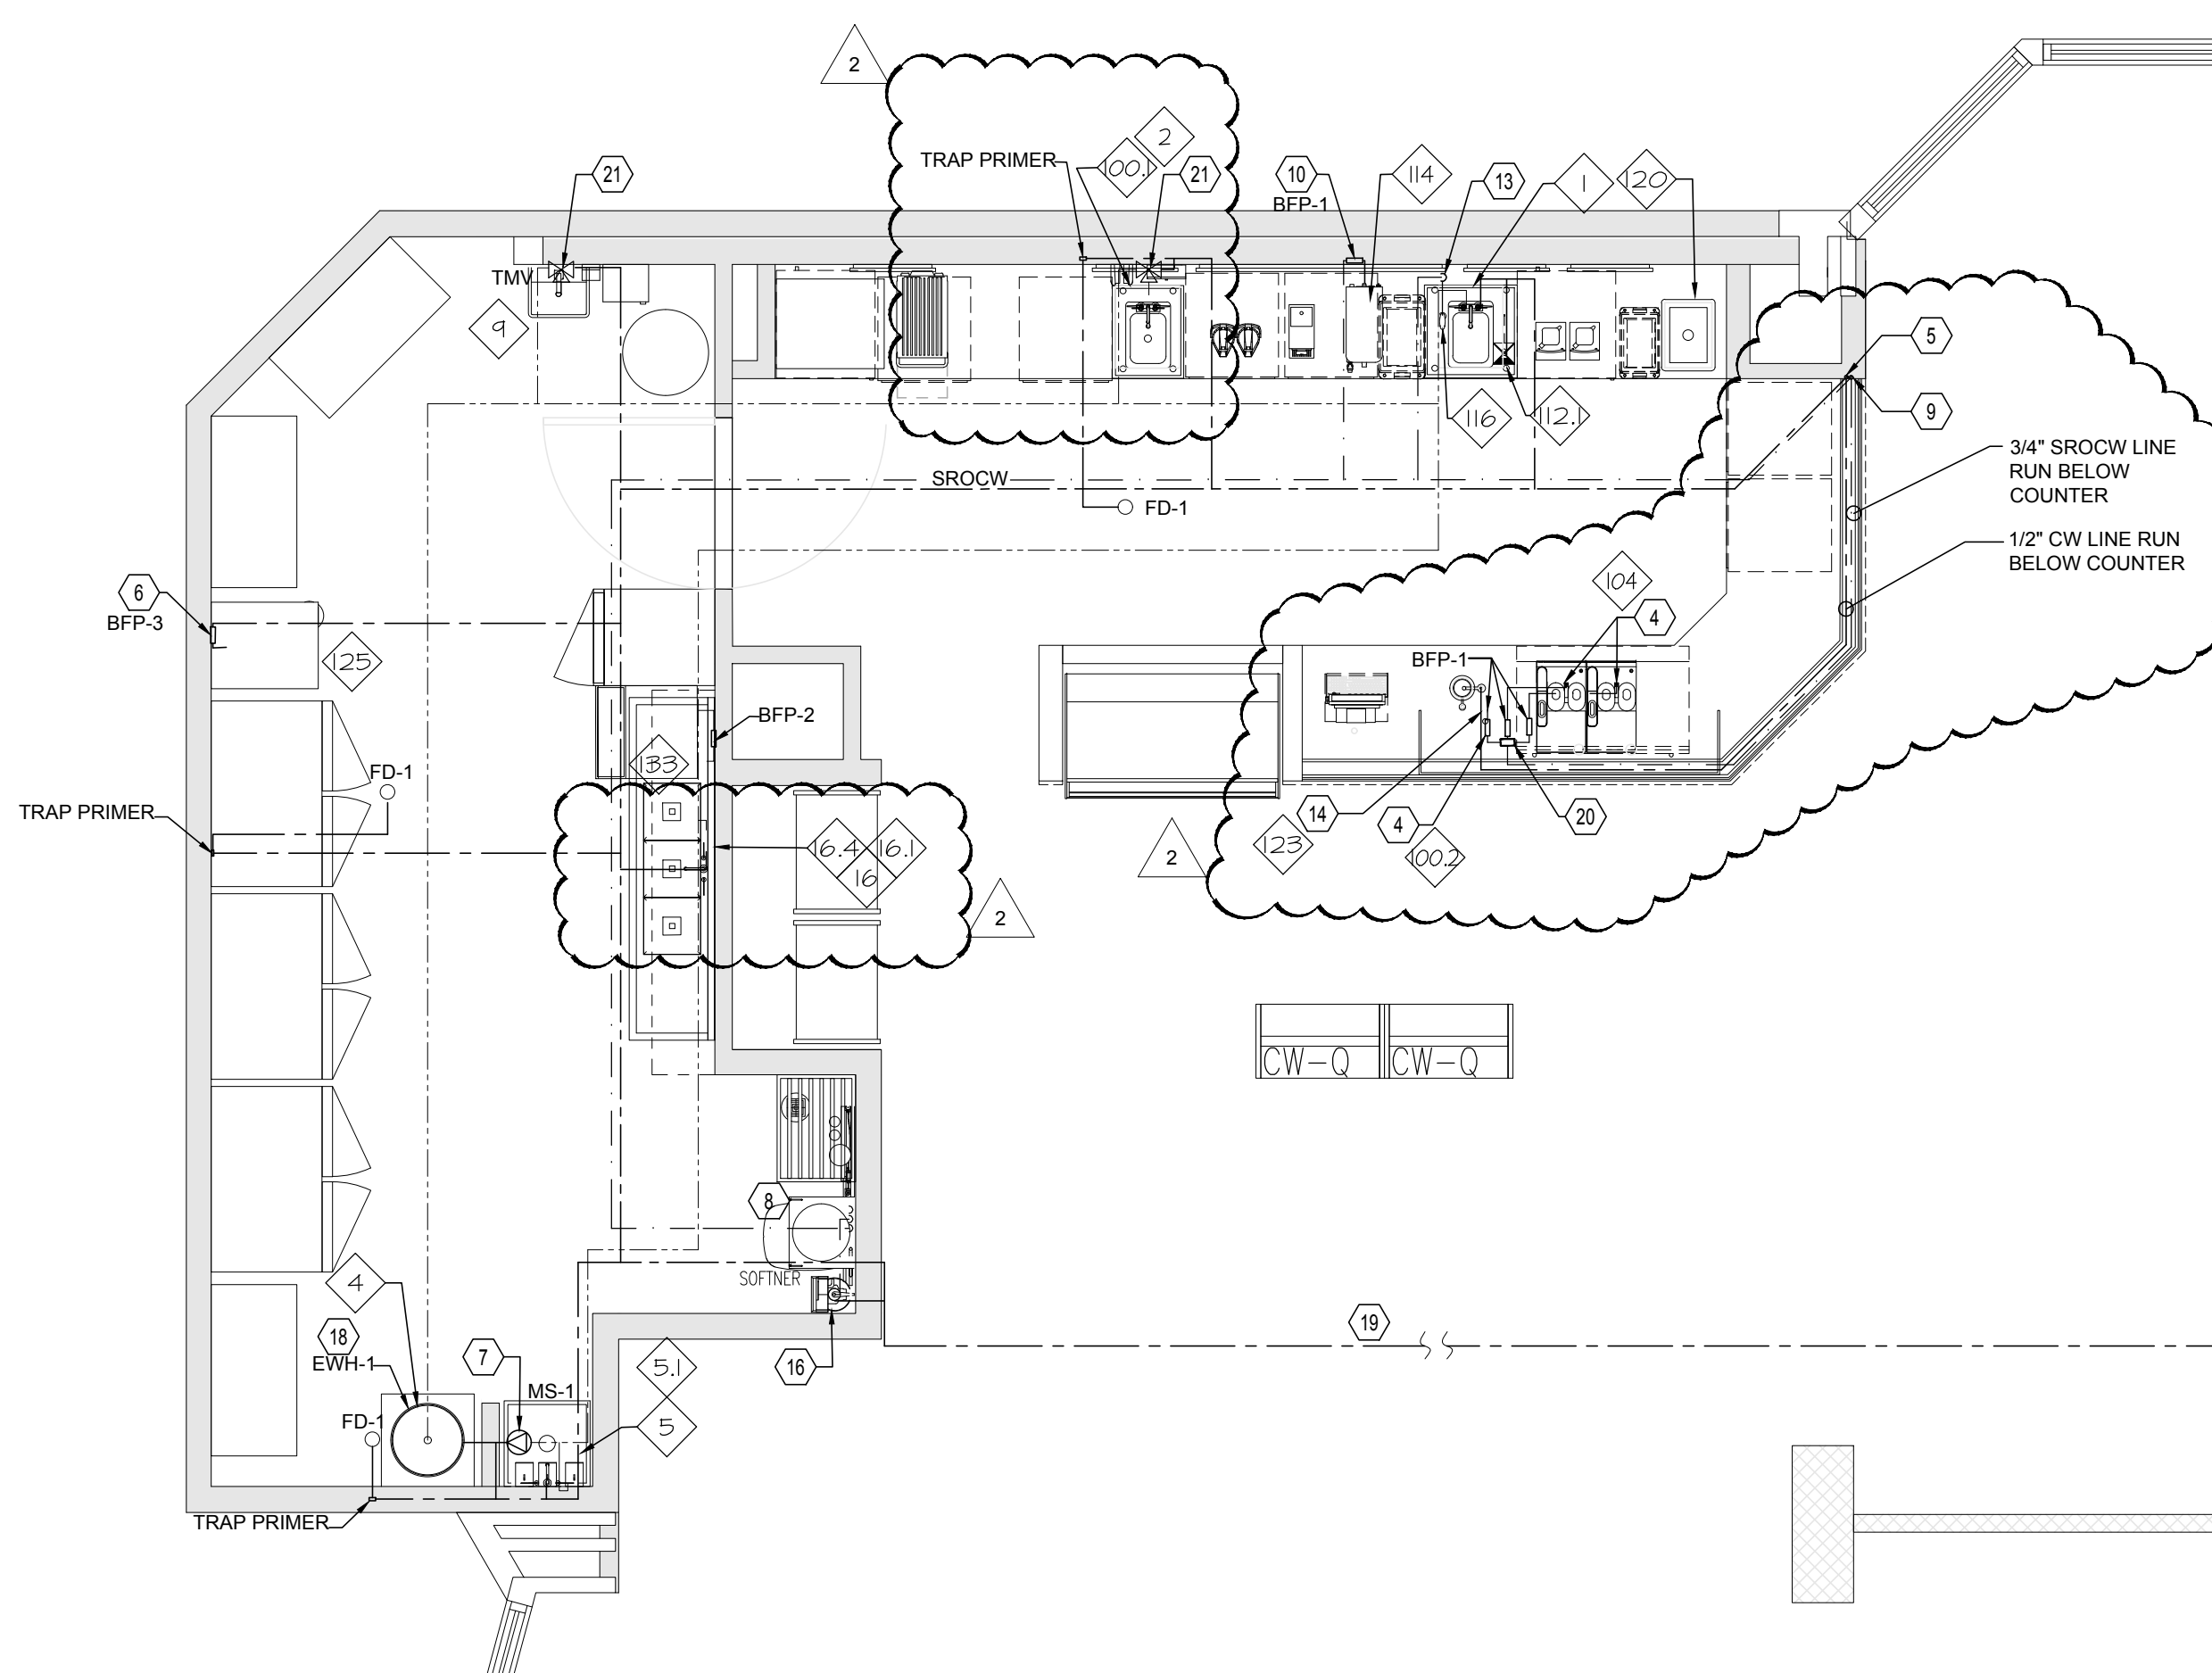 2
2
TRAP PRIMER
100.1
21
21
10
BFP-1
114
13
1
120
TMV
9
5
116
112.1
9
3/4" SROCW LINE
RUN BELOW
COUNTER
SROCW
FD-1
1/2" CW LINE RUN
BELOW COUNTER
104
6
BFP-3
4
125
BFP-1
BFP-2
133
FD-1
TRAP PRIMER
14
4
20
123
100.2
2
16.4
16.1
16
2
CW-Q
CW-Q
8
SOFTNER
4
18
EWH-1
7
16
19
5.1
MS-1
5
FD-1
TRAP PRIMER